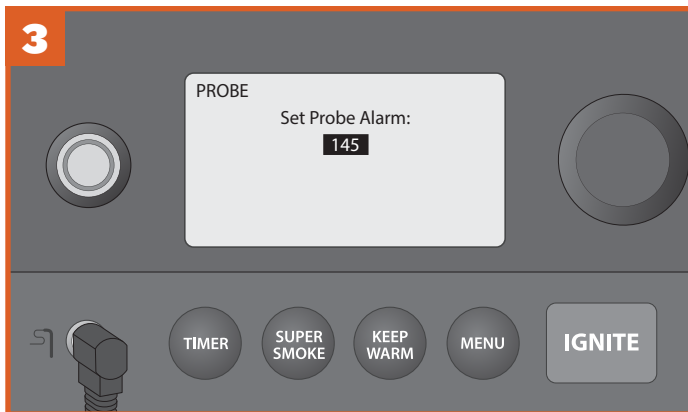 3
PROBE
Set Probe Alarm:
145
TIMER
SUPER
SMOKE
KEEP
WARM
MENU
IGNITE